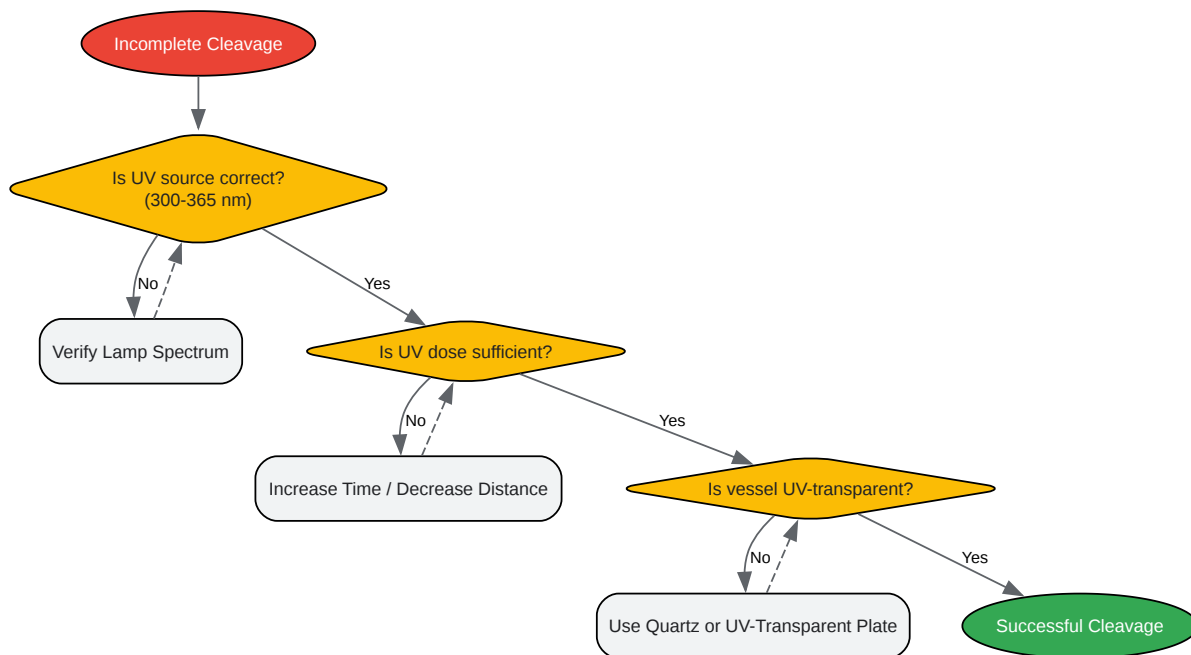 Incomplete Cleavage
Is UV source correct?
(300-365 nm)
No
Yes
Verify Lamp Spectrum
Is UV dose sufficient?
No
Yes
Increase Time / Decrease Distance
Is vessel UV-transparent?
No
Yes
Use Quartz or UV-Transparent Plate
Successful Cleavage